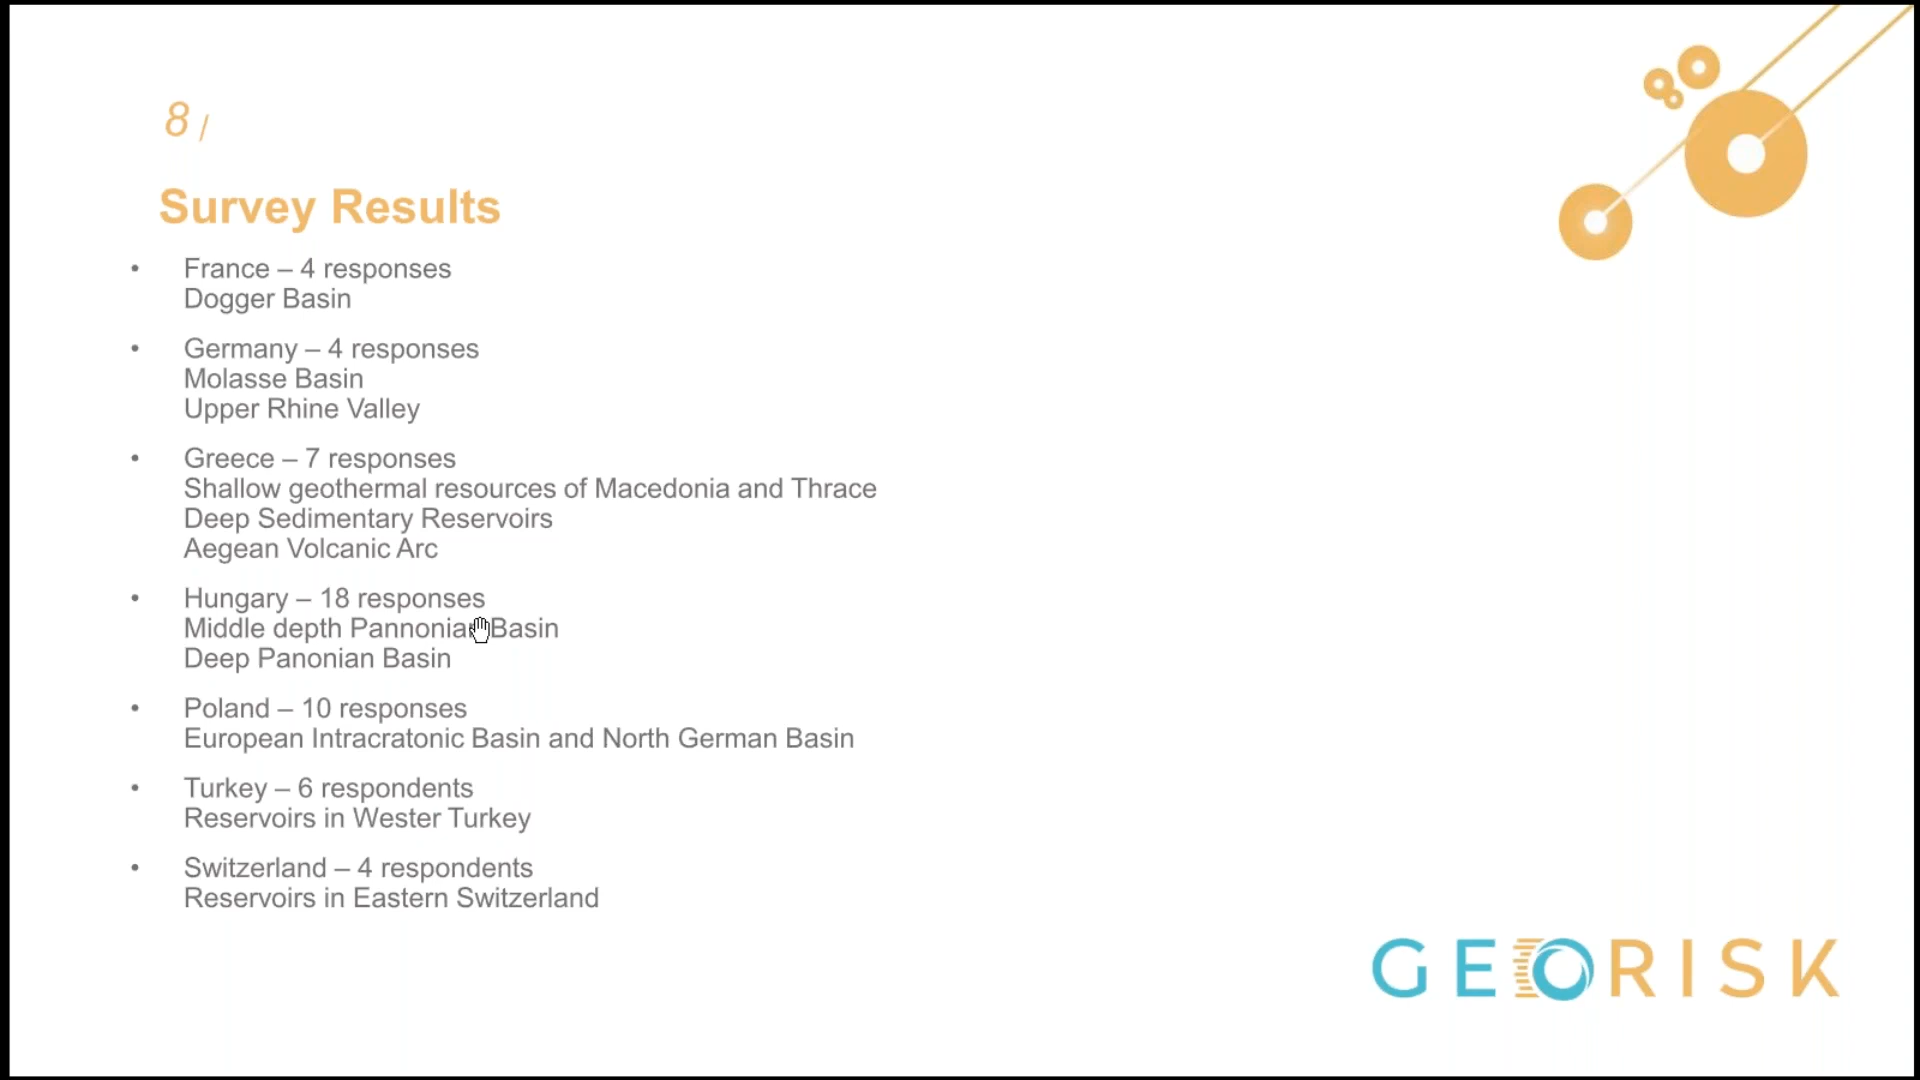 8 /
Survey Results
• France – 4 responses
Dogger Basin
• Germany – 4 responses
Molasse Basin
Upper Rhine Valley
• Greece – 7 responses
Shallow geothermal resources of Macedonia and Thrace
Deep Sedimentary Reservoirs
Aegean Volcanic Arc
• Hungary – 18 responses
Middle depth Pannonian Basin
Deep Panonian Basin
• Poland – 10 responses
European Intracratonic Basin and North German Basin
• Turkey – 6 respondents
Reservoirs in Wester Turkey
• Switzerland – 4 respondents
Reservoirs in Eastern Switzerland
GEORISK